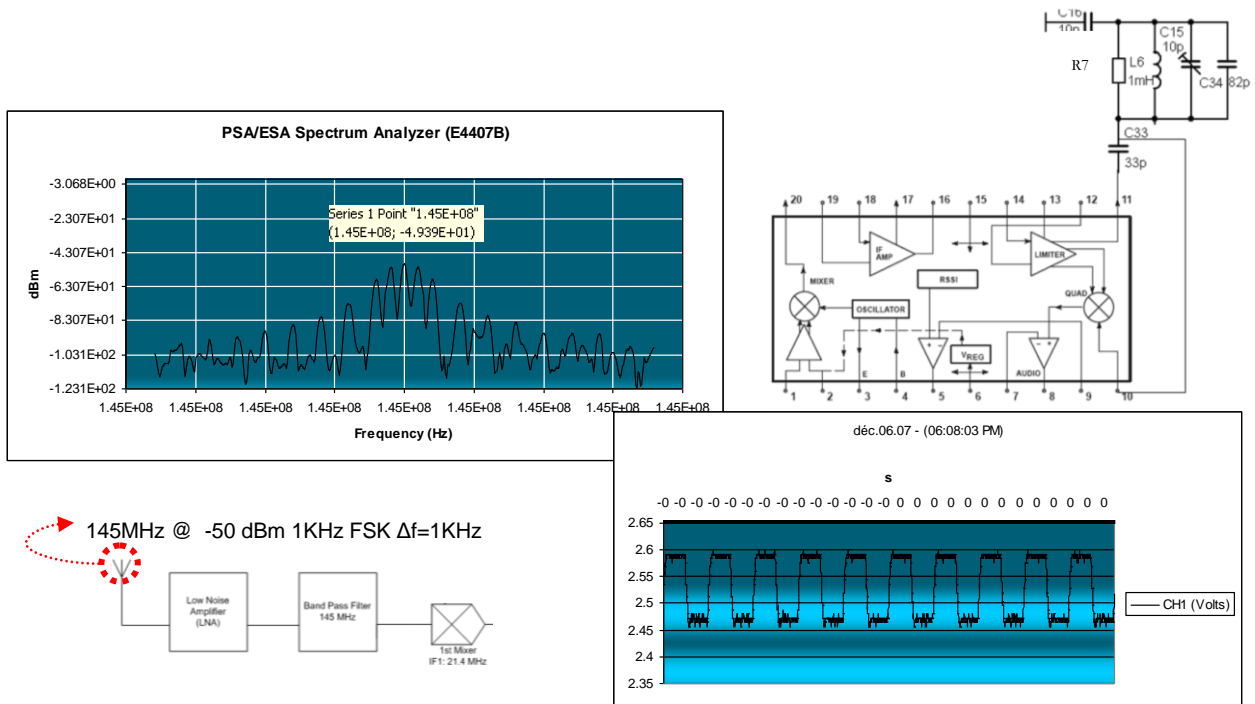 C16
10p
C15
10p
R7
L6
1mH
C34
82p
C33
33p
PSA/ESA Spectrum Analyzer (E4407B)
-3.068E+00
-2.307E+01
-4.307E+01
-6.307E+01
-8.307E+01
-1.031E+02
-1.231E+02
dBm
Series 1 Point "1.45E+08"
(1.45E+08; -4.939E+01)
1.45E+08 1.45E+08 1.45E+08 1.45E+08 1.45E+08 1.45E+08 1.45E+08 1.45E+08 1.45E+08
Frequency (Hz)
20 19 18 17 16 15 14 13 12 11
IF
AMP
LIMITER
MIXER
RSSI
QUAD
OSCILLATOR
VREG
E B
AUDIO
1 2 3 4 5 6 7 8 9 10
145MHz @ -50 dBm 1KHz FSK Δf=1KHz
Low Noise
Amplifier
(LNA)
Band Pass Filter
145 MHz
1st Mixer
IF1: 21.4 MHz
déc.06.07 - (06:08:03 PM)
s
-0 -0 -0 -0 -0 -0 -0 -0 -0 -0 -0 -0 -0 -0 0 0 0 0 0 0 0 0 0 0 0 0 0
2.65
2.6
2.55
2.5
2.45
2.4
2.35
CH1 (Volts)